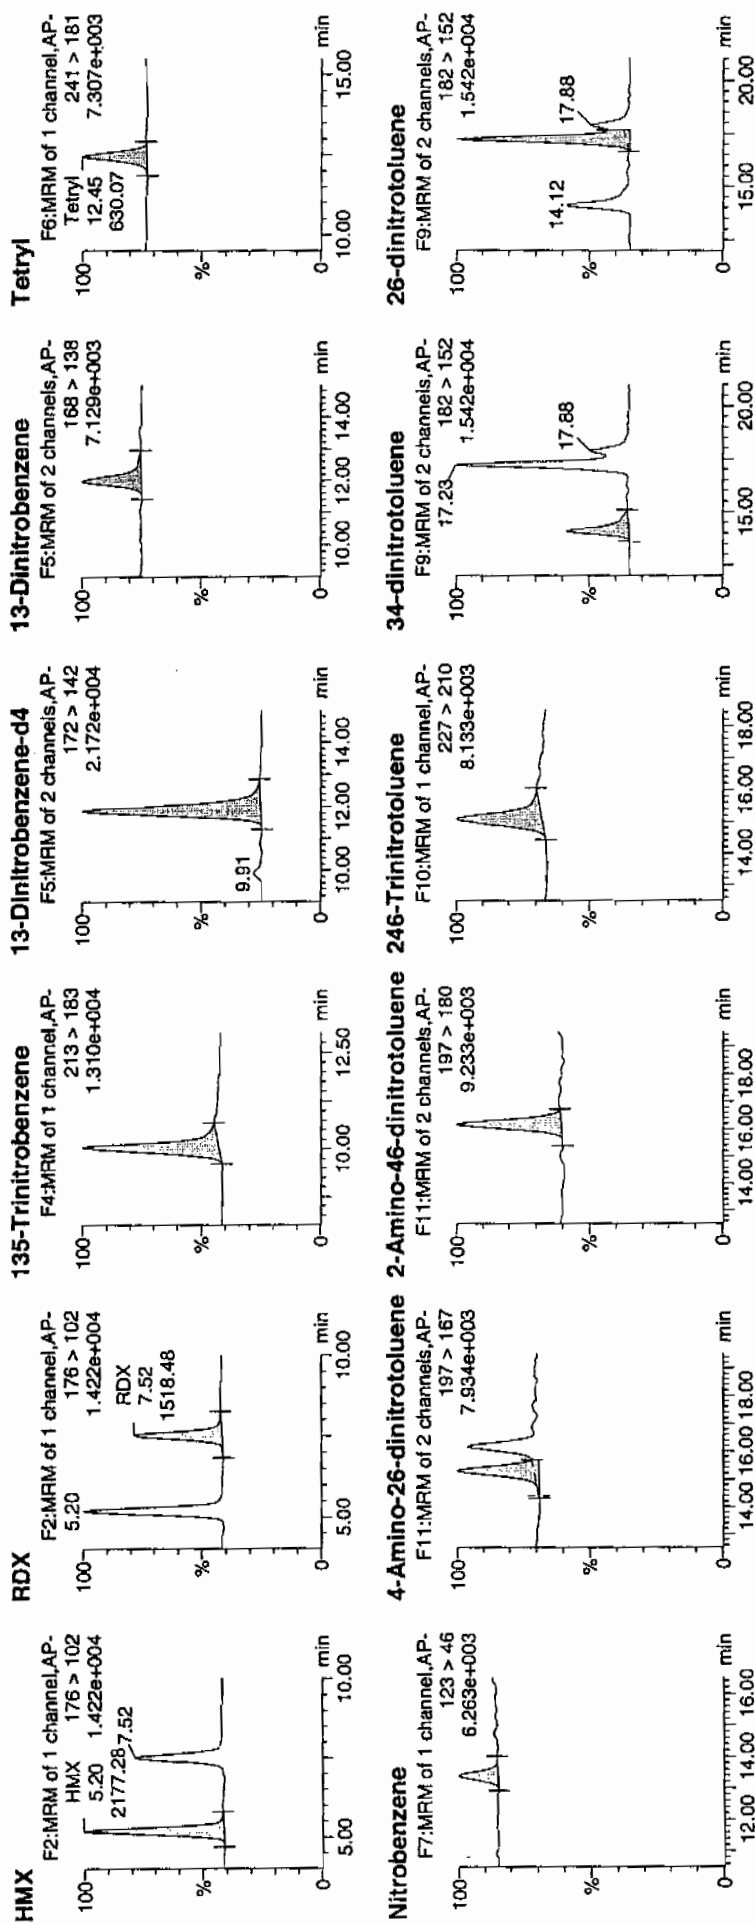 HMX
F2:MRM of 1 channel,AP-
176 > 102
1.422e+004
HMX
5.20
2177.28
7.52
100
%
0
5.00
10.00
min
RDX
F2:MRM of 1 channel,AP-
176 > 102
1.422e+004
5.20
RDX
7.52
1518.48
100
%
0
5.00
10.00
min
135-Trinitrobenzene
F4:MRM of 1 channel,AP-
213 > 183
1.310e+004
100
%
0
10.00
12.50
min
13-Dinitrobenzene-d4
F5:MRM of 2 channels,AP-
172 > 142
2.172e+004
9.91
100
%
0
10.00
12.00
14.00
min
13-Dinitrobenzene
F5:MRM of 2 channels,AP-
168 > 138
7.129e+003
100
%
0
10.00
12.00
14.00
min
Tetryl
F6:MRM of 1 channel,AP-
241 > 181
7.307e+003
Tetryl
12.45
630.07
100
%
0
10.00
15.00
min
Nitrobenzene
F7:MRM of 1 channel,AP-
123 > 46
6.263e+003
100
%
0
12.00
14.00
16.00
min
4-Amino-26-dinitrotoluene
F11:MRM of 2 channels,AP-
197 > 167
7.934e+003
100
%
0
14.00
16.00
18.00
min
2-Amino-46-dinitrotoluene
F11:MRM of 2 channels,AP-
197 > 180
9.233e+003
100
%
0
14.00
16.00
18.00
min
246-Trinitrotoluene
F10:MRM of 1 channel,AP-
227 > 210
8.133e+003
100
%
0
14.00
16.00
18.00
min
34-dinitrotoluene
F9:MRM of 2 channels,AP-
182 > 152
1.542e+004
17.23
17.88
100
%
0
15.00
20.00
min
26-dinitrotoluene
F9:MRM of 2 channels,AP-
182 > 152
1.542e+004
14.12
17.88
100
%
0
15.00
20.00
min